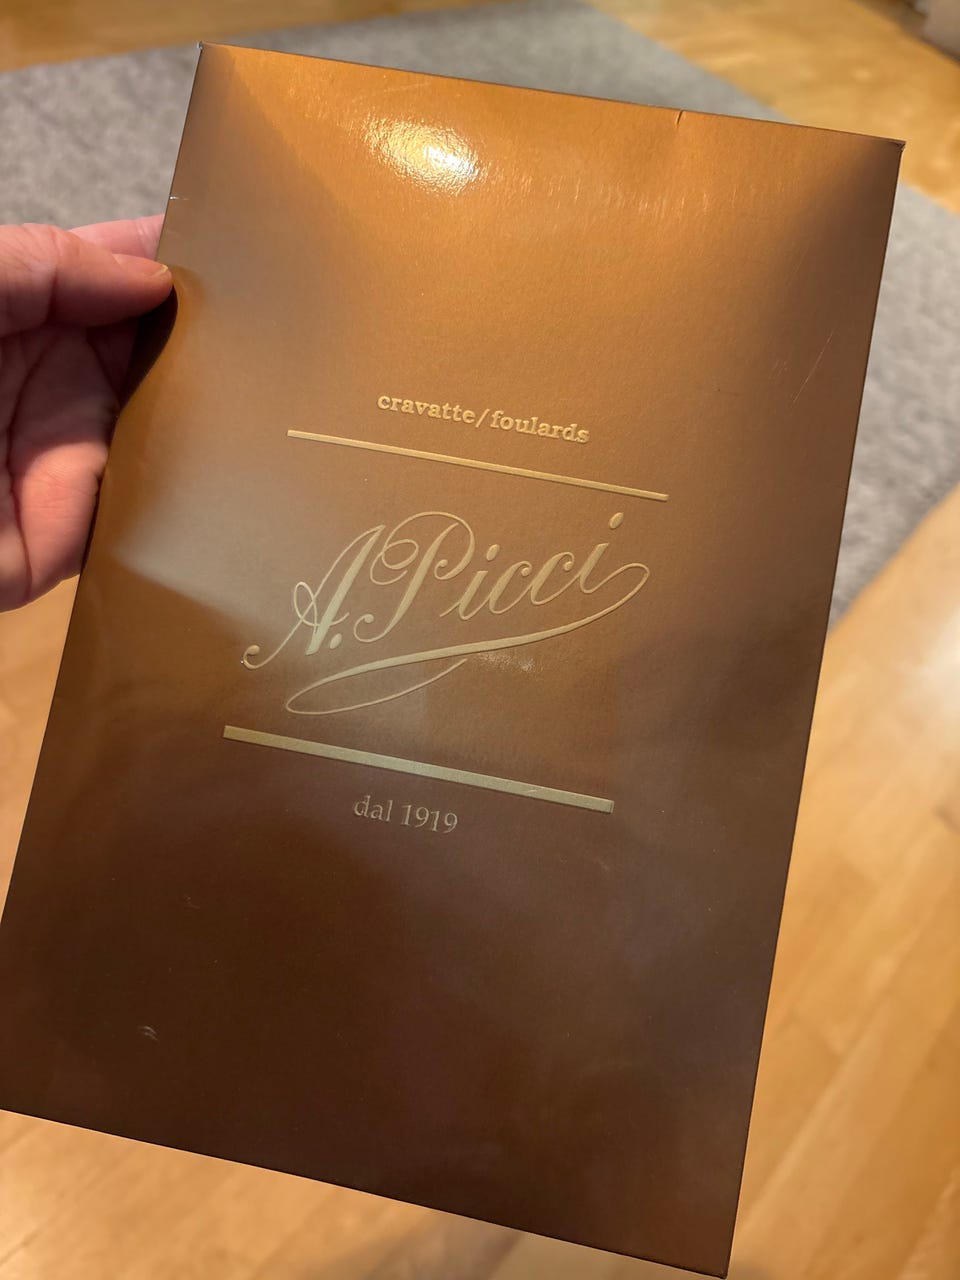 cravatte/foulards
A. Picci
dal 1919